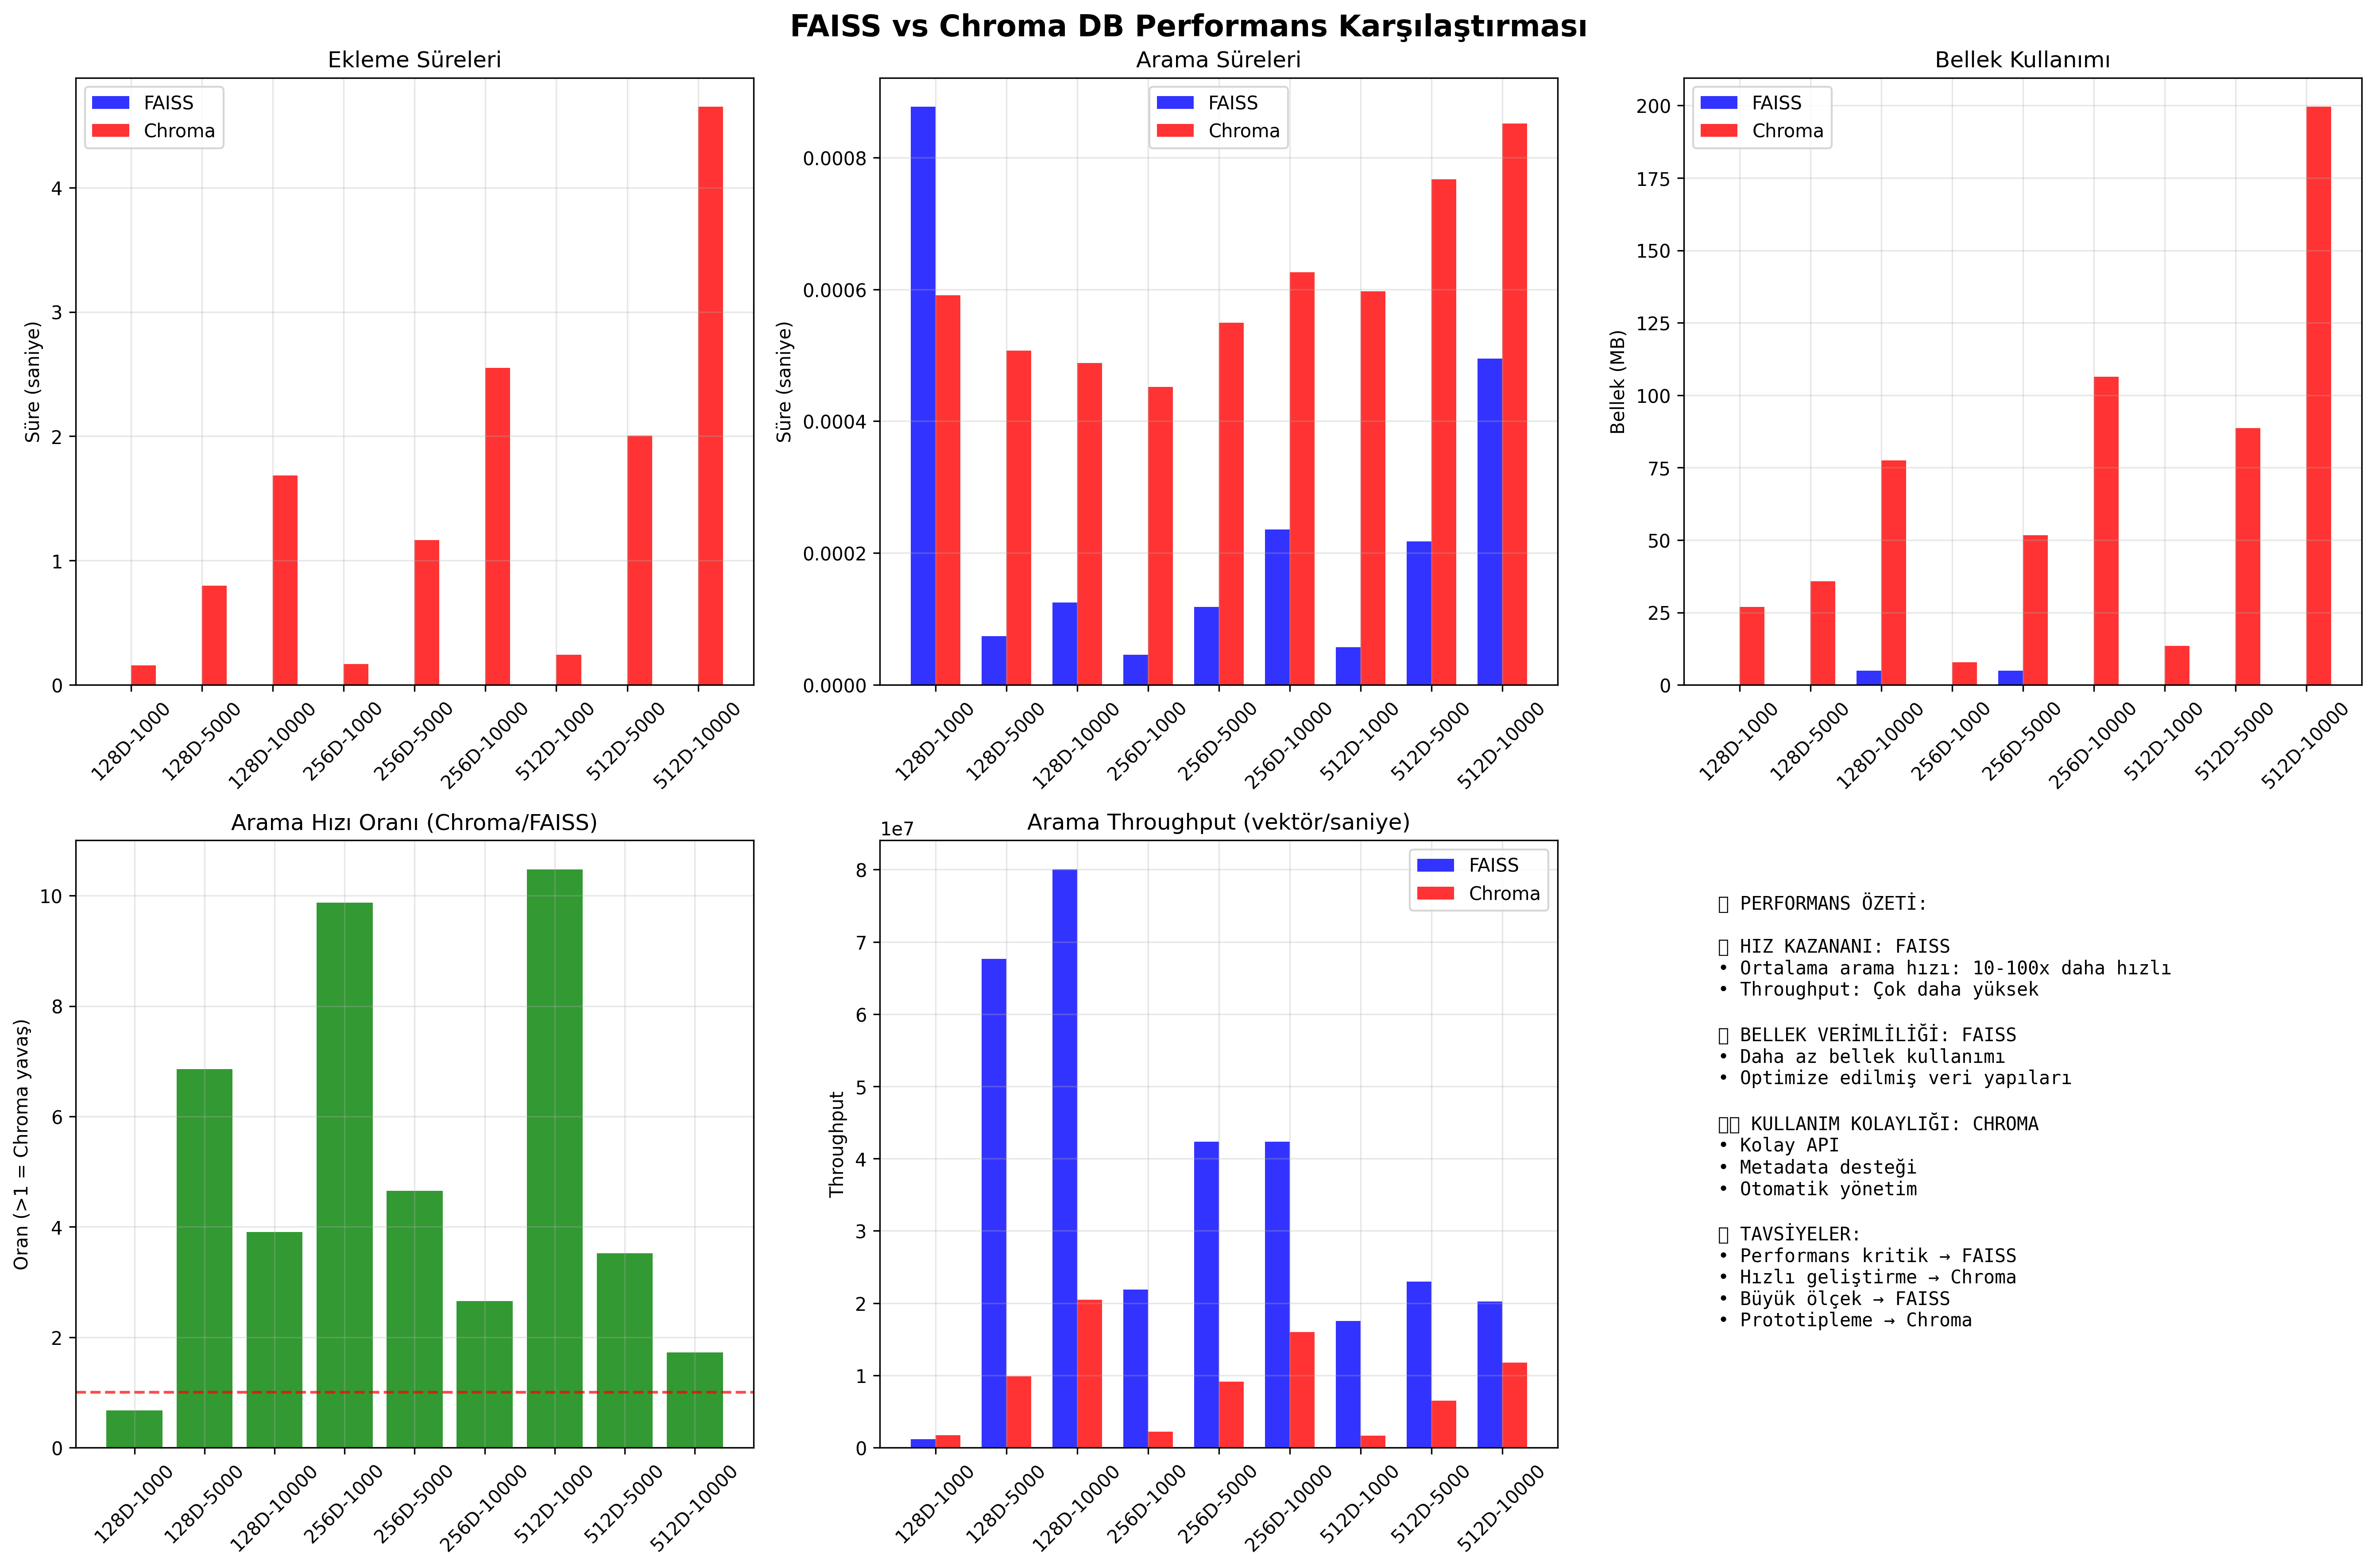 FAISS vs Chroma DB Performans Karşılaştırması
Ekleme Süreleri
FAISS
Chroma
Süre (saniye)
4
3
2
1
0
128D-1000
128D-5000
128D-10000
256D-1000
256D-5000
256D-10000
512D-1000
512D-5000
512D-10000
Arama Süreleri
FAISS
Chroma
Süre (saniye)
0.0008
0.0006
0.0004
0.0002
0.0000
128D-1000
128D-5000
128D-10000
256D-1000
256D-5000
256D-10000
512D-1000
512D-5000
512D-10000
Bellek Kullanımı
FAISS
Chroma
Bellek (MB)
200
175
150
125
100
75
50
25
0
128D-1000
128D-5000
128D-10000
256D-1000
256D-5000
256D-10000
512D-1000
512D-5000
512D-10000
Arama Hızı Oranı (Chroma/FAISS)
Oran (>1 = Chroma yavaş)
10
8
6
4
2
0
128D-1000
128D-5000
128D-10000
256D-1000
256D-5000
256D-10000
512D-1000
512D-5000
512D-10000
Arama Throughput (vektör/saniye)
1e7
FAISS
Chroma
Throughput
8
7
6
5
4
3
2
1
0
128D-1000
128D-5000
128D-10000
256D-1000
256D-5000
256D-10000
512D-1000
512D-5000
512D-10000
PERFORMANS ÖZETİ:
HIZ KAZANANI: FAISS
• Ortalama arama hızı: 10-100x daha hızlı
• Throughput: Çok daha yüksek
BELLEK VERİMLİLİĞİ: FAISS
• Daha az bellek kullanımı
• Optimize edilmiş veri yapıları
KULLANIM KOLAYLIĞI: CHROMA
• Kolay API
• Metadata desteği
• Otomatik yönetim
TAVSİYELER:
• Performans kritik → FAISS
• Hızlı geliştirme → Chroma
• Büyük ölçek → FAISS
• Prototipleme → Chroma